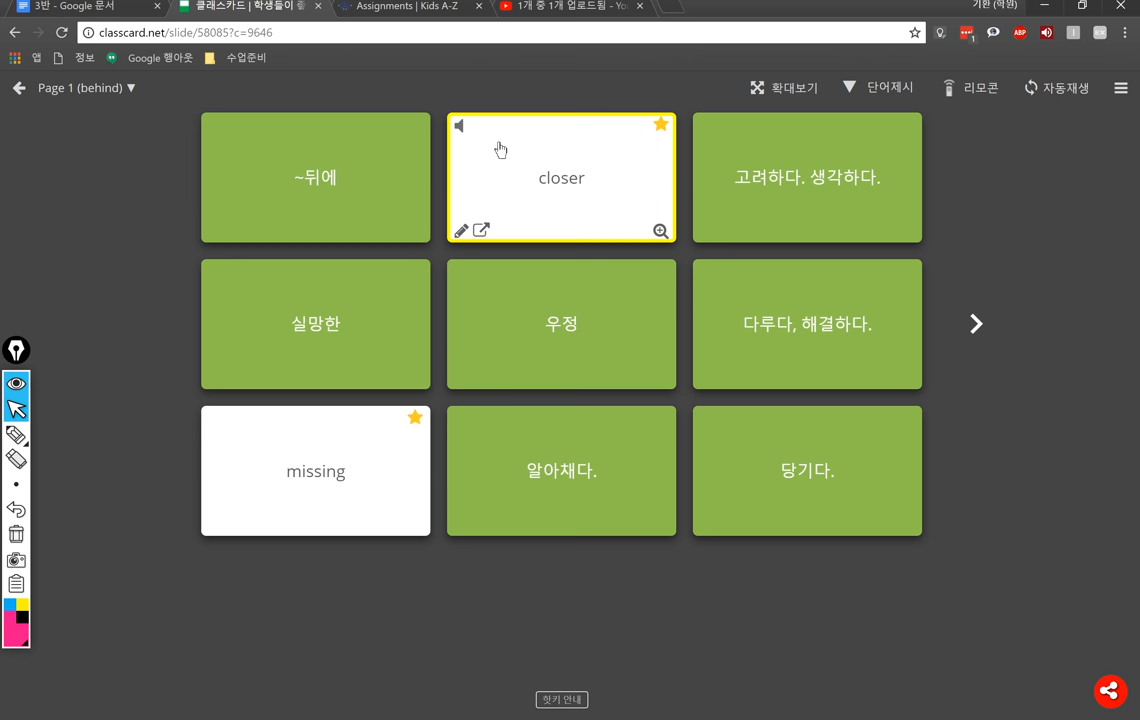 3반 - Google 문서
클래스카드 | 학생들이 즐
Assignments | Kids A-Z
1개 중 1개 업로드됨 - Yo
기환 (학원)
classcard.net/slide/58085?c=9646
ABP
1
앱
정보
Google 행아웃
수업준비
Page 1 (behind) ▼
확대보기
단어제시
리모콘
자동재생
~뒤에
closer
고려하다. 생각하다.
실망한
우정
다루다, 해결하다.
missing
알아채다.
당기다.
핫키 안내